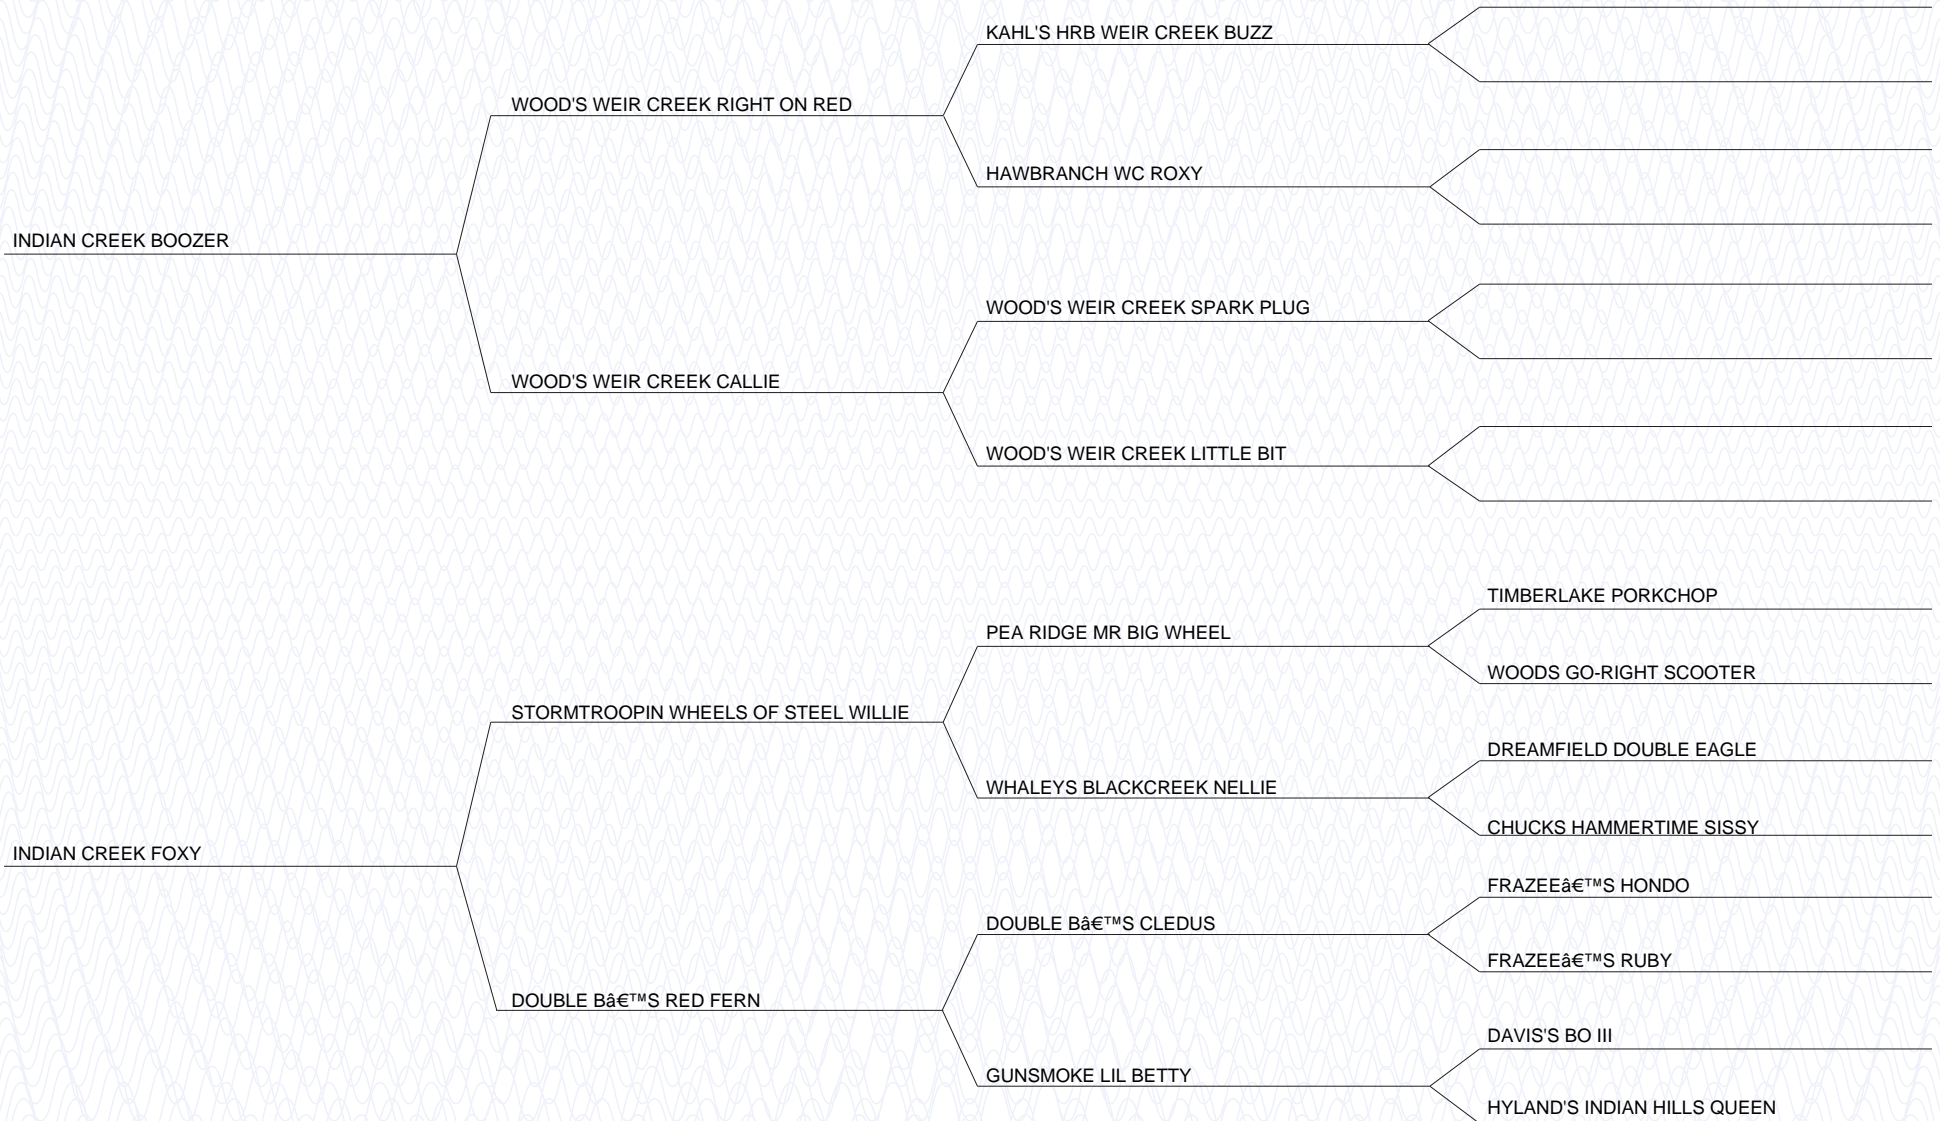 KAHL'S HRB WEIR CREEK BUZZ
WOOD'S WEIR CREEK RIGHT ON RED
HAWBRANCH WC ROXY
INDIAN CREEK BOOZER
WOOD'S WEIR CREEK SPARK PLUG
WOOD'S WEIR CREEK CALLIE
WOOD'S WEIR CREEK LITTLE BIT
TIMBERLAKE PORKCHOP
PEA RIDGE MR BIG WHEEL
WOODS GO-RIGHT SCOOTER
STORMTROOPIN WHEELS OF STEEL WILLIE
DREAMFIELD DOUBLE EAGLE
WHALEYS BLACKCREEK NELLIE
CHUCKS HAMMERTIME SISSY
INDIAN CREEK FOXY
FRAZEEâ€™S HONDO
DOUBLE Bâ€™S CLEDUS
FRAZEEâ€™S RUBY
DOUBLE Bâ€™S RED FERN
DAVIS'S BO III
GUNSMOKE LIL BETTY
HYLAND'S INDIAN HILLS QUEEN